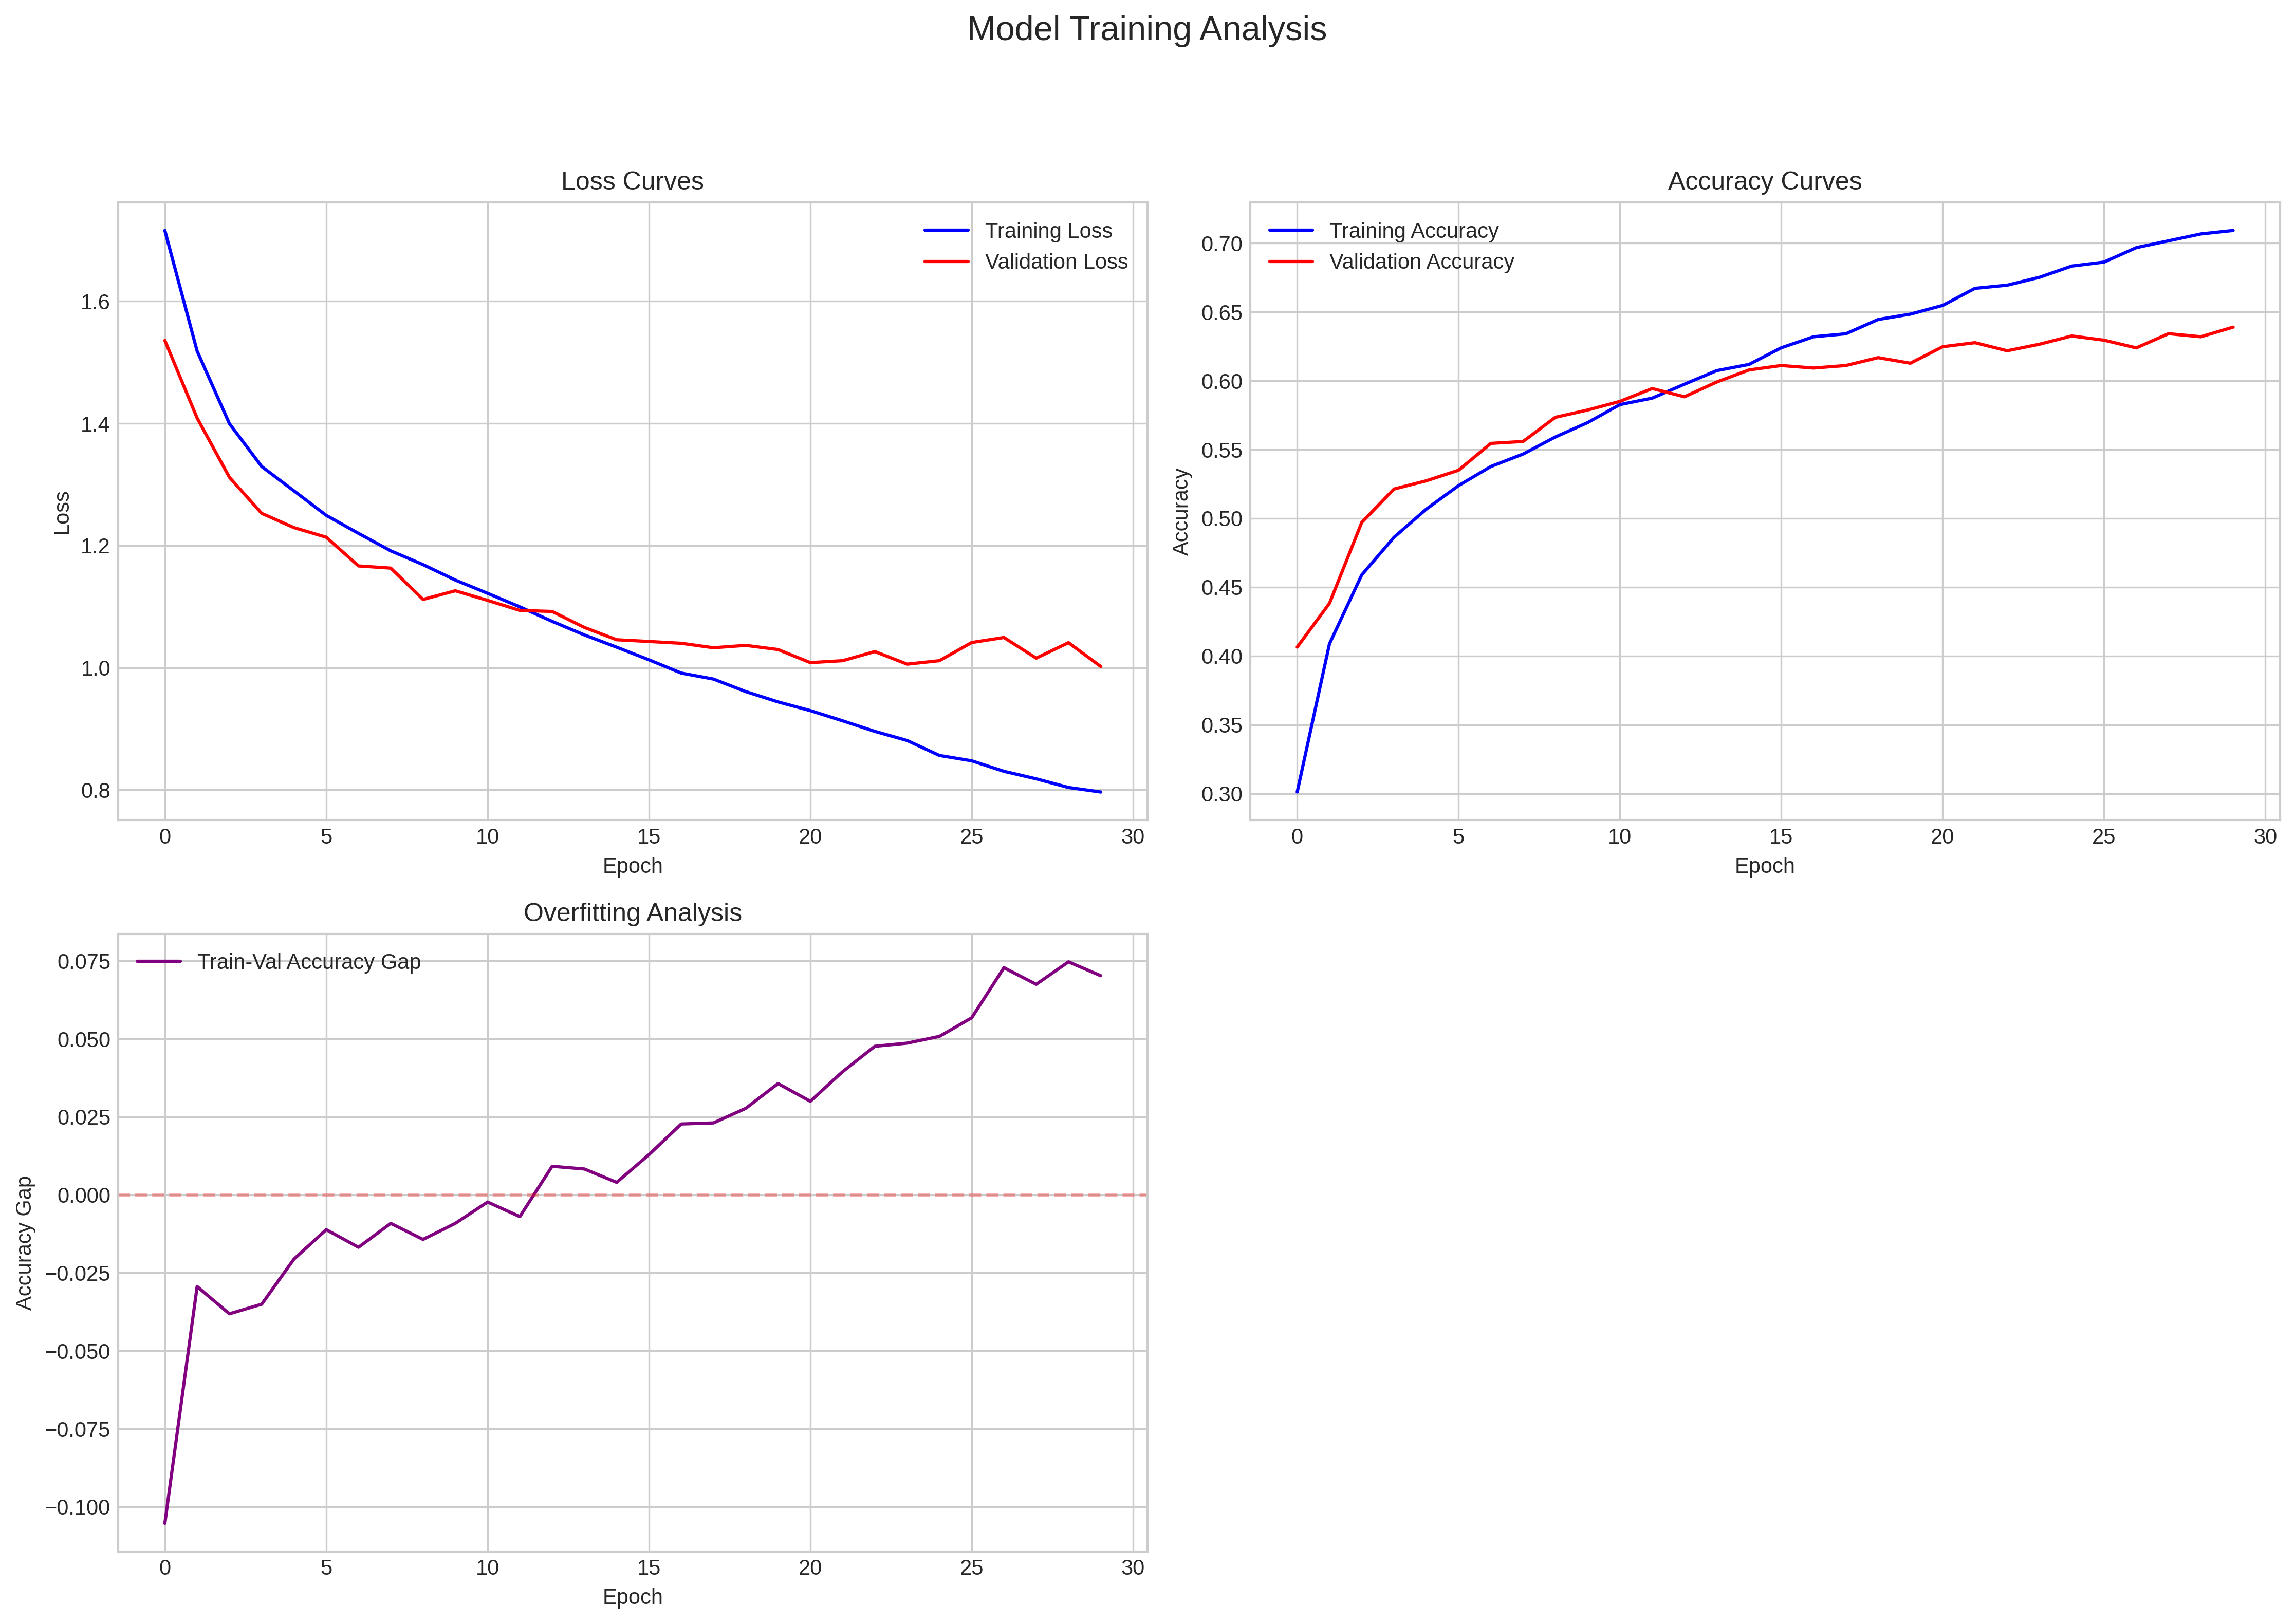 Model Training Analysis
Loss Curves
Training Loss
Validation Loss
1.6
1.4
1.2
1.0
0.8
Loss
0 5 10 15 20 25 30
Epoch
Accuracy Curves
Training Accuracy
Validation Accuracy
0.70
0.65
0.60
0.55
0.50
0.45
0.40
0.35
0.30
Accuracy
0 5 10 15 20 25 30
Epoch
Overfitting Analysis
Train-Val Accuracy Gap
0.075
0.050
0.025
0.000
−0.025
−0.050
−0.075
−0.100
Accuracy Gap
0 5 10 15 20 25 30
Epoch